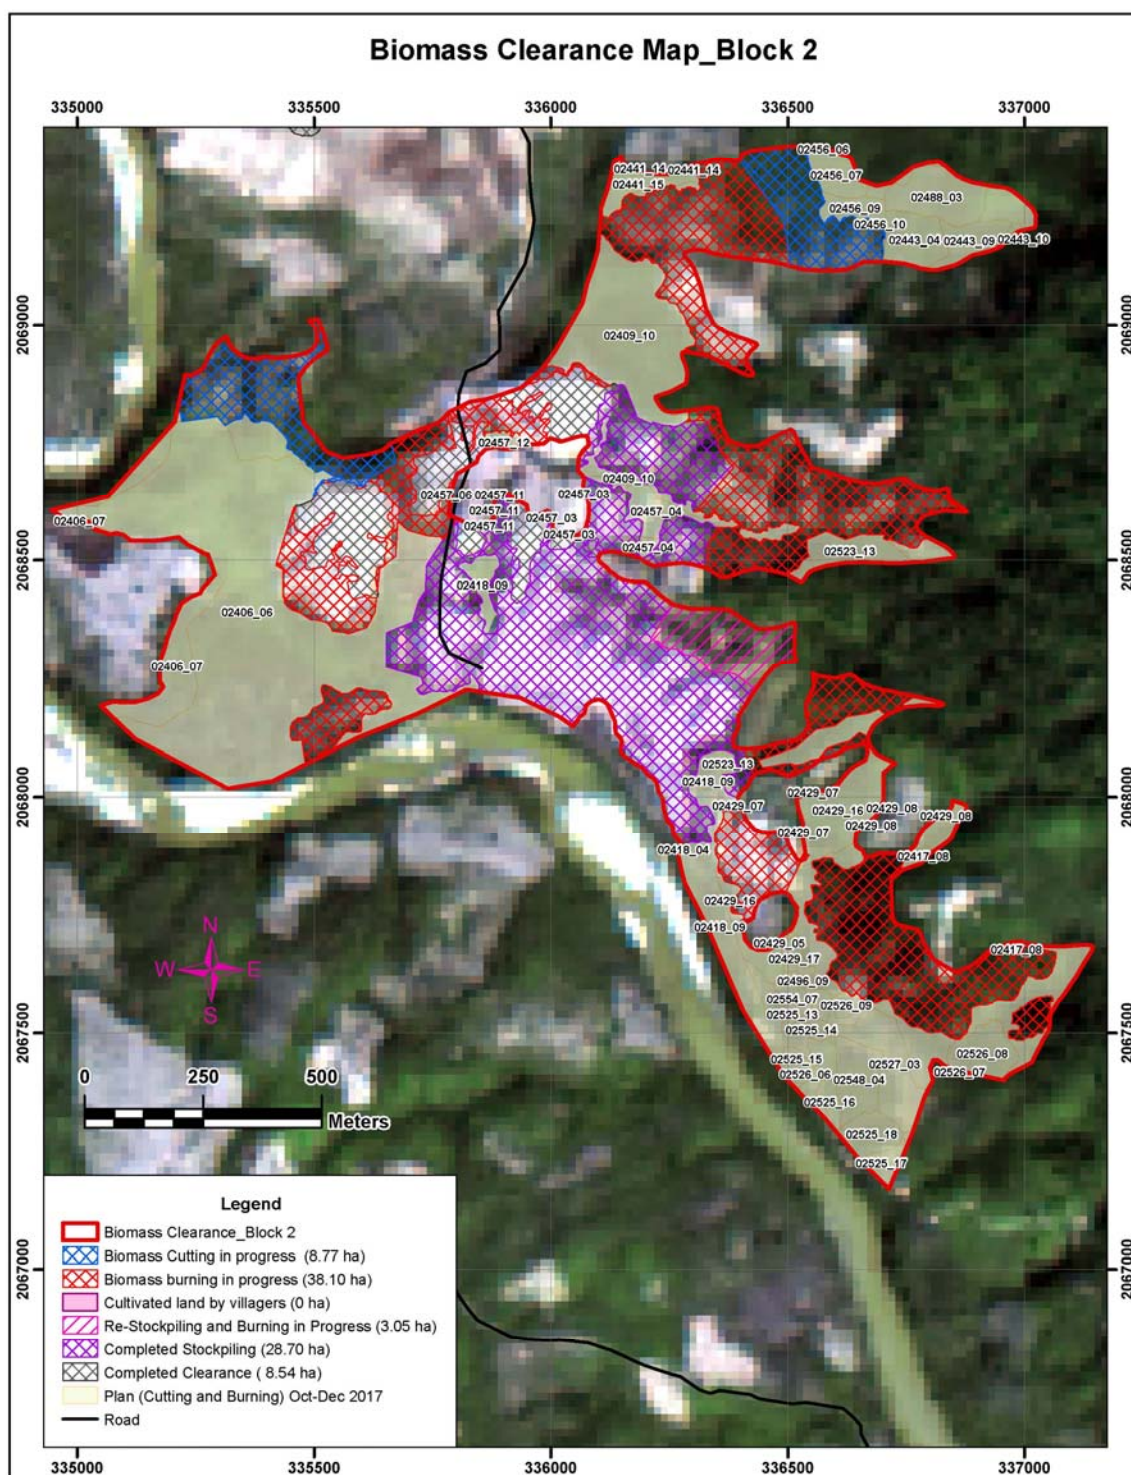 Biomass Clearance Map_Block 2
335000 335500 336000 336500 337000
02456_06
02441_14 02441_14
02456_07
02441_15
02488_03
02456_09
02456_10
02443_04 02443_09 02443_10
2069000 2069000
02409_10
02457_12
02409_10
02457_06 02457_11 02457_03
02457_11 02457_04
02406_07 02457_03
02457_11
02457_03
02457_04
02523_13
2068500 2068500
02418_09
02406_06
02406_07
02523_13
02418_09
02429_07
2068000 2068000
02429_07 02429_16 02429_08
02429_08
02429_07 02429_08
02418_04
02417_08
02429_16
02418_09
02429_05
02417_08
02429_17
02496_09
02554_07
02526_09
02525_13
02525_14
2067500 2067500
02526_08
02525_15
02527_03
02526_06
02526_07
02548_04
02525_16
02525_18
02525_17
N
W E
S
0 250 500
Meters
2067000 2067000
Legend
Biomass Clearance_Block 2
Biomass Cutting in progress (8.77 ha)
Biomass burning in progress (38.10 ha)
Cultivated land by villagers (0 ha)
Re-Stockpiling and Burning in Progress (3.05 ha)
Completed Stockpiling (28.70 ha)
Completed Clearance ( 8.54 ha)
Plan (Cutting and Burning) Oct-Dec 2017
Road
335000 335500 336000 336500 337000